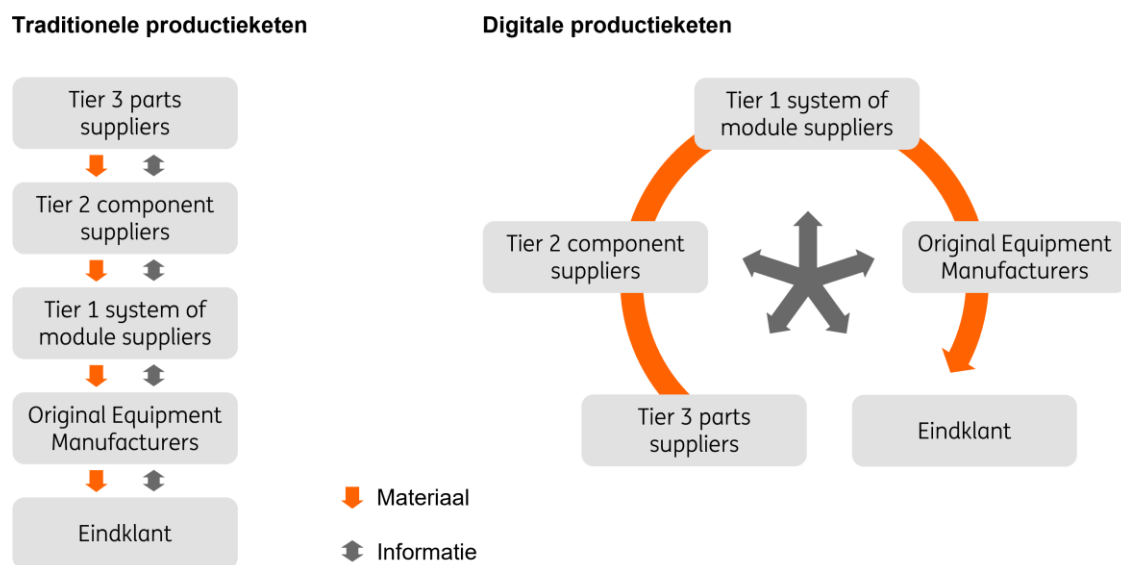 Traditionele productieketen
Tier 3 parts
suppliers
Tier 2 component
suppliers
Tier 1 system of
module suppliers
Original Equipment
Manufacturers
Eindklant
Materiaal
Informatie
Digitale productieketen
Tier 1 system of
module suppliers
Tier 2 component
suppliers
Original Equipment
Manufacturers
Tier 3 parts
suppliers
Eindklant